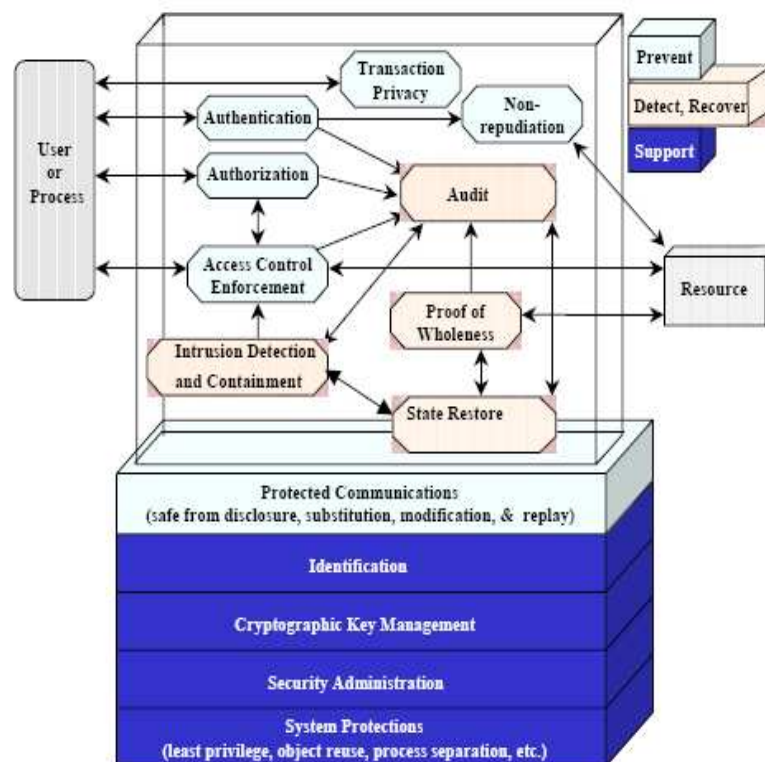 Transaction
Privacy
Prevent
Detect, Recover
Support
User
or
Process
Authentication
Non-
repudiation
Authorization
Audit
Access Control
Enforcement
Resource
Proof of
Wholeness
Intrusion Detection
and Containment
State Restore
Protected Communications
(safe from disclosure, substitution, modification, & replay)
Identification
Cryptographic Key Management
Security Administration
System Protections
(least privilege, object reuse, process separation, etc.)